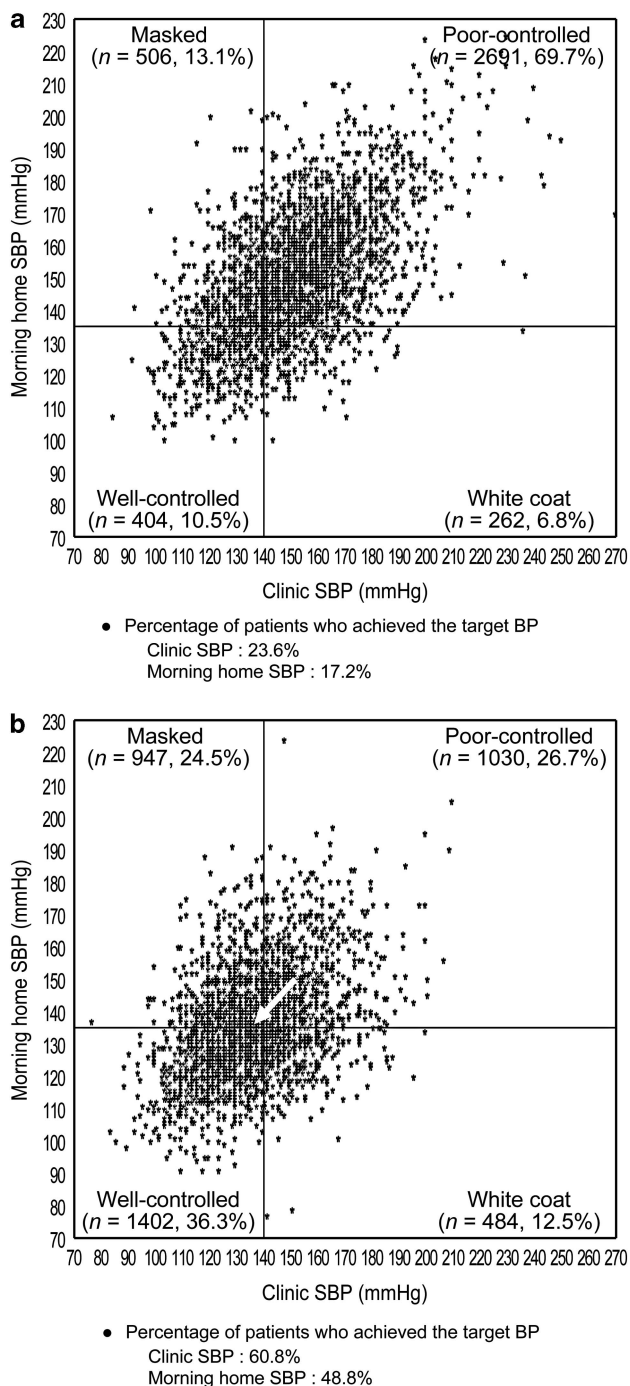 a
230
220
210
200
190
180
170
160
150
140
130
120
110
100
90
80
70
Morning home SBP (mmHg)
Masked
(n = 506, 13.1%)
Poor-controlled
(n = 2691, 69.7%)
Well-controlled
(n = 404, 10.5%)
White coat
(n = 262, 6.8%)
70 80 90 100 110 120 130 140 150 160 170 180 190 200 210 220 230 240 250 260 270
Clinic SBP (mmHg)
● Percentage of patients who achieved the target BP
Clinic SBP : 23.6%
Morning home SBP : 17.2%
b
230
220
210
200
190
180
170
160
150
140
130
120
110
100
90
80
70
Morning home SBP (mmHg)
Masked
(n = 947, 24.5%)
Poor-controlled
(n = 1030, 26.7%)
Well-controlled
(n = 1402, 36.3%)
White coat
(n = 484, 12.5%)
70 80 90 100 110 120 130 140 150 160 170 180 190 200 210 220 230 240 250 260 270
Clinic SBP (mmHg)
● Percentage of patients who achieved the target BP
Clinic SBP : 60.8%
Morning home SBP : 48.8%